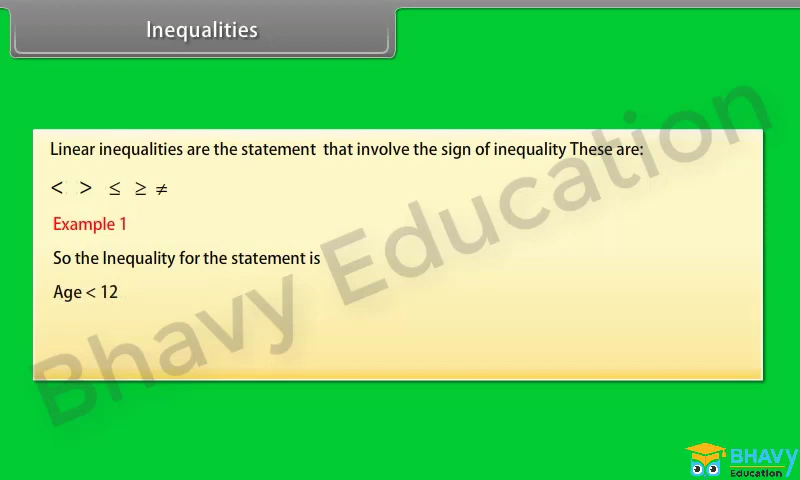 Inequalities
Linear inequalities are the statement that involve the sign of inequality These are:
< > ≤ ≥ ≠
Example 1
So the Inequality for the statement is
Age < 12
Bhavy Education
BHAVY
Education